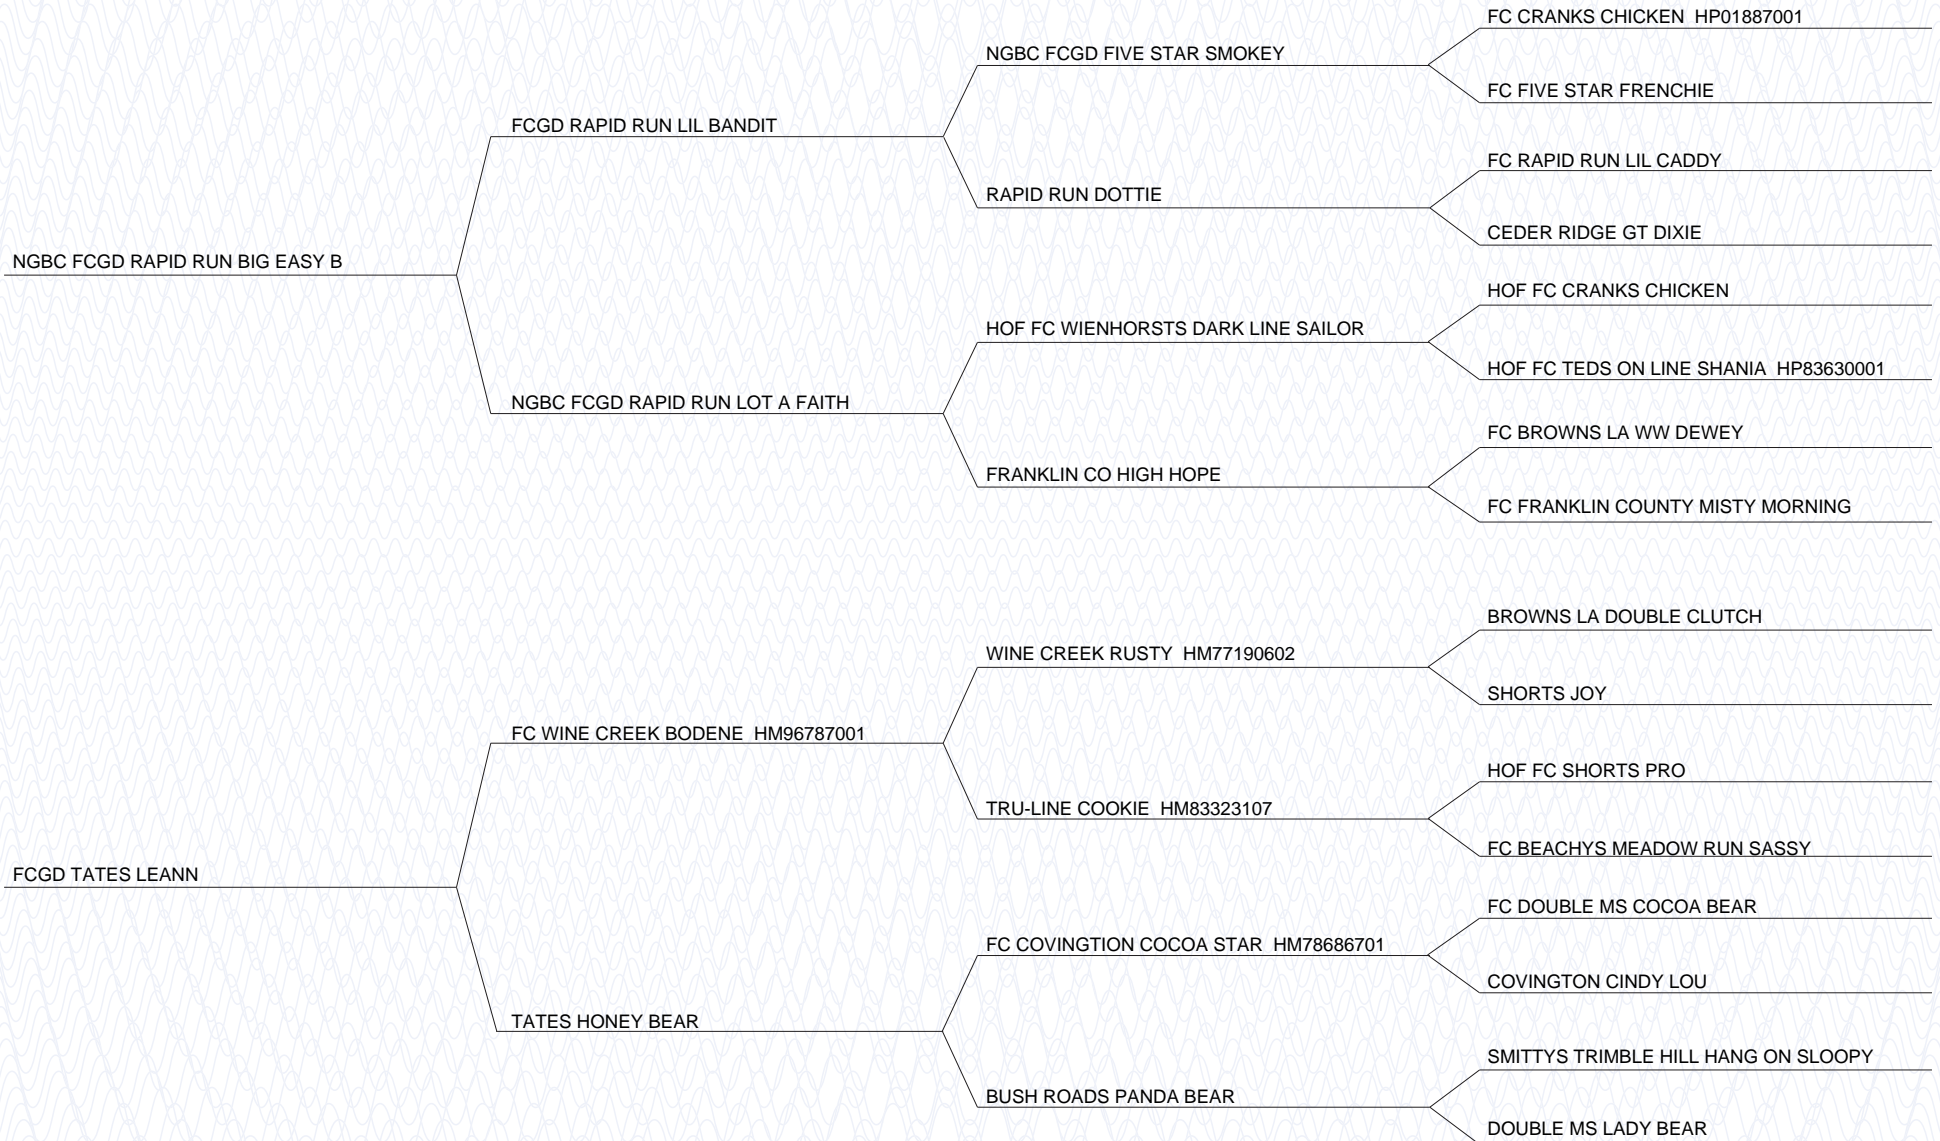 FC CRANKS CHICKEN HP01887001
NGBC FCGD FIVE STAR SMOKEY
FC FIVE STAR FRENCHIE
FCGD RAPID RUN LIL BANDIT
FC RAPID RUN LIL CADDY
RAPID RUN DOTTIE
CEDER RIDGE GT DIXIE
NGBC FCGD RAPID RUN BIG EASY B
HOF FC CRANKS CHICKEN
HOF FC WIENHORSTS DARK LINE SAILOR
HOF FC TEDS ON LINE SHANIA HP83630001
NGBC FCGD RAPID RUN LOT A FAITH
FC BROWNS LA WW DEWEY
FRANKLIN CO HIGH HOPE
FC FRANKLIN COUNTY MISTY MORNING
BROWNS LA DOUBLE CLUTCH
WINE CREEK RUSTY HM77190602
SHORTS JOY
FC WINE CREEK BODENE HM96787001
HOF FC SHORTS PRO
TRU-LINE COOKIE HM83323107
FC BEACHYS MEADOW RUN SASSY
FCGD TATES LEANN
FC DOUBLE MS COCOA BEAR
FC COVINGTION COCOA STAR HM78686701
COVINGTON CINDY LOU
TATES HONEY BEAR
SMITTYS TRIMBLE HILL HANG ON SLOOPY
BUSH ROADS PANDA BEAR
DOUBLE MS LADY BEAR